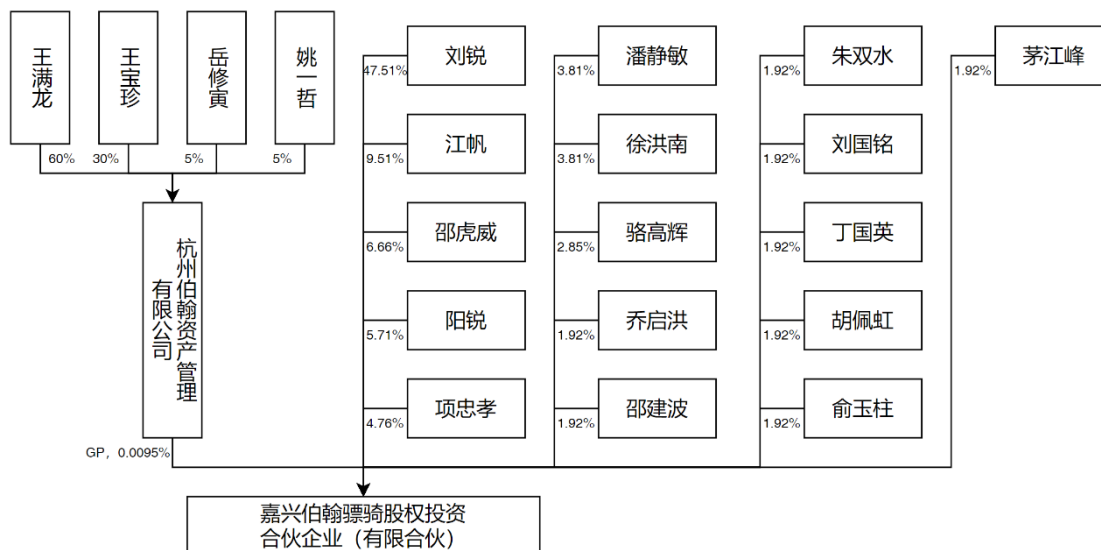 王满龙
王宝珍
岳修寅
姚一哲
60%
30%
5%
5%
杭州伯翰资产管理
有限公司
GP，0.0095%
刘锐
47.51%
江帆
9.51%
邵虎威
6.66%
阳锐
5.71%
项忠孝
4.76%
潘静敏
3.81%
徐洪南
3.81%
骆高辉
2.85%
乔启洪
1.92%
邵建波
1.92%
朱双水
1.92%
刘国铭
1.92%
丁国英
1.92%
胡佩虹
1.92%
俞玉柱
1.92%
茅江峰
1.92%
嘉兴伯翰骠骑股权投资
合伙企业（有限合伙）